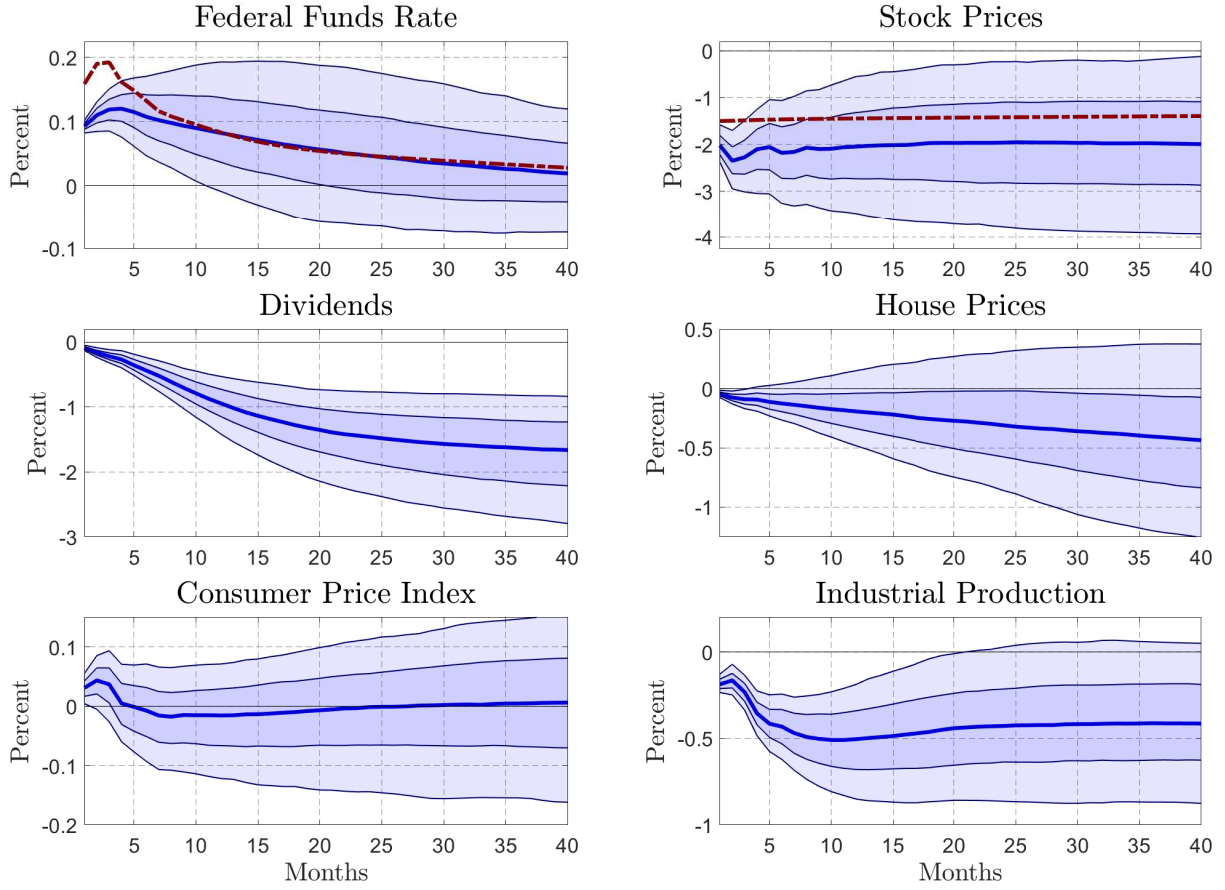 Federal Funds Rate
0.2
0.1
0
-0.1
Percent
5 10 15 20 25 30 35 40
Stock Prices
0
-1
-2
-3
-4
Percent
5 10 15 20 25 30 35 40
Dividends
0
-1
-2
-3
Percent
5 10 15 20 25 30 35 40
House Prices
0.5
0
-0.5
-1
Percent
5 10 15 20 25 30 35 40
Consumer Price Index
0.1
0
-0.1
-0.2
Percent
5 10 15 20 25 30 35 40
Months
Industrial Production
0
-0.5
-1
Percent
5 10 15 20 25 30 35 40
Months